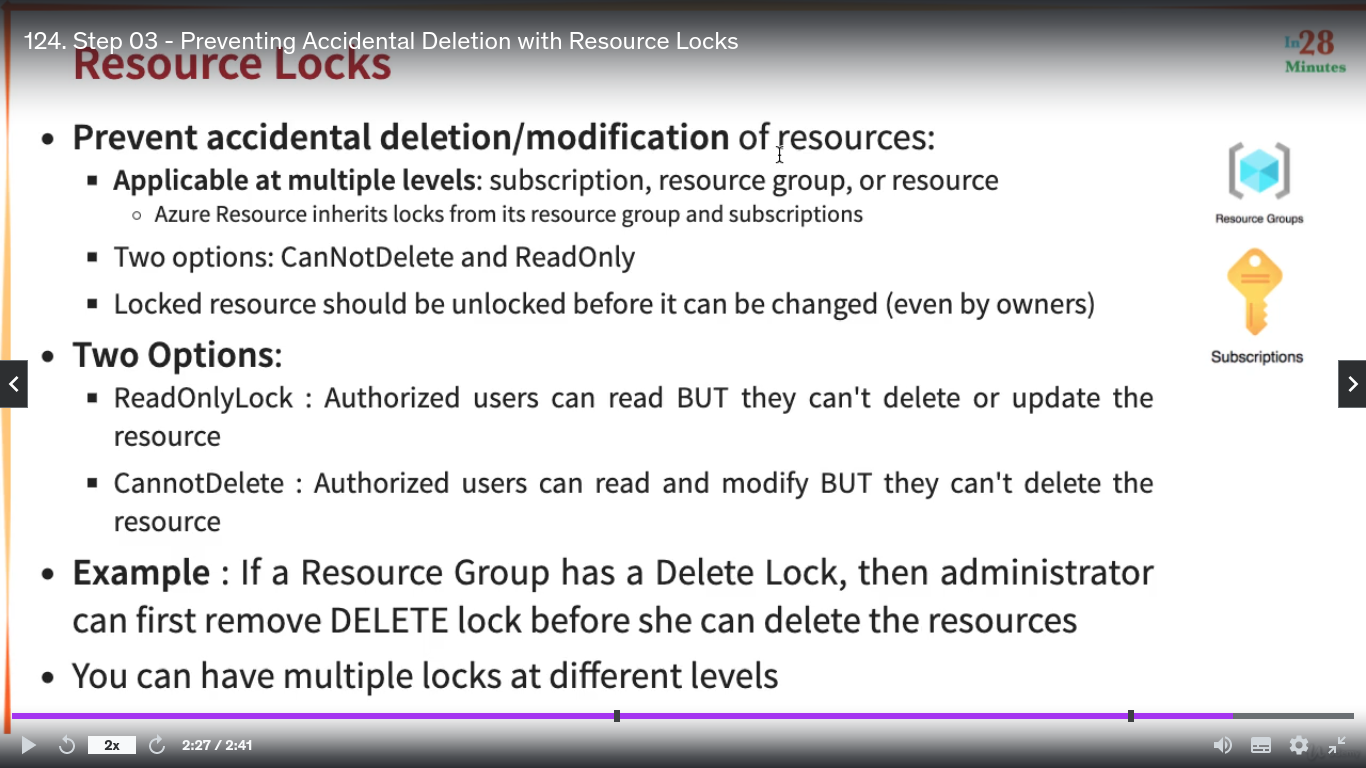 124. Step 03 - Preventing Accidental Deletion with Resource Locks
Resource Locks
In28
Minutes
• Prevent accidental deletion/modification of resources:
▪ Applicable at multiple levels: subscription, resource group, or resource
○ Azure Resource inherits locks from its resource group and subscriptions
▪ Two options: CanNotDelete and ReadOnly
▪ Locked resource should be unlocked before it can be changed (even by owners)
Resource Groups
Subscriptions
• Two Options:
▪ ReadOnlyLock : Authorized users can read BUT they can't delete or update the
resource
▪ CannotDelete : Authorized users can read and modify BUT they can't delete the
resource
• Example : If a Resource Group has a Delete Lock, then administrator
can first remove DELETE lock before she can delete the resources
• You can have multiple locks at different levels
2x
2:27 / 2:41